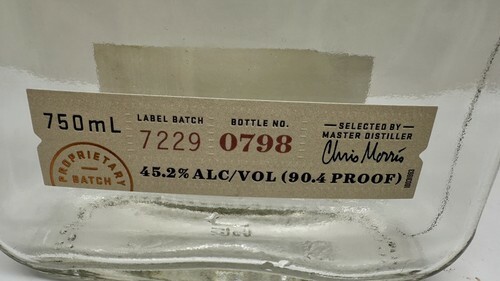 750mL
LABEL BATCH
7229
BOTTLE NO.
0798
SELECTED BY
MASTER DISTILLER
Chris Morris
PROPRIETARY
BATCH
45.2% ALC/VOL (90.4 PROOF)